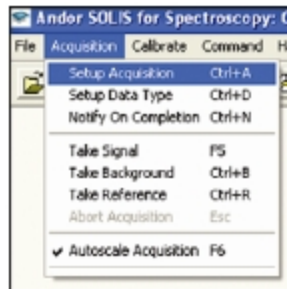 Andor SOLIS for Spectroscopy:
File Acquisition Calibrate Command
Setup Acquisition Ctrl+A
Setup Data Type Ctrl+D
Notify On Completion Ctrl+N
Take Signal F5
Take Background Ctrl+B
Take Reference Ctrl+R
Abort Acquisition Esc
✔ Autoscale Acquisition F6